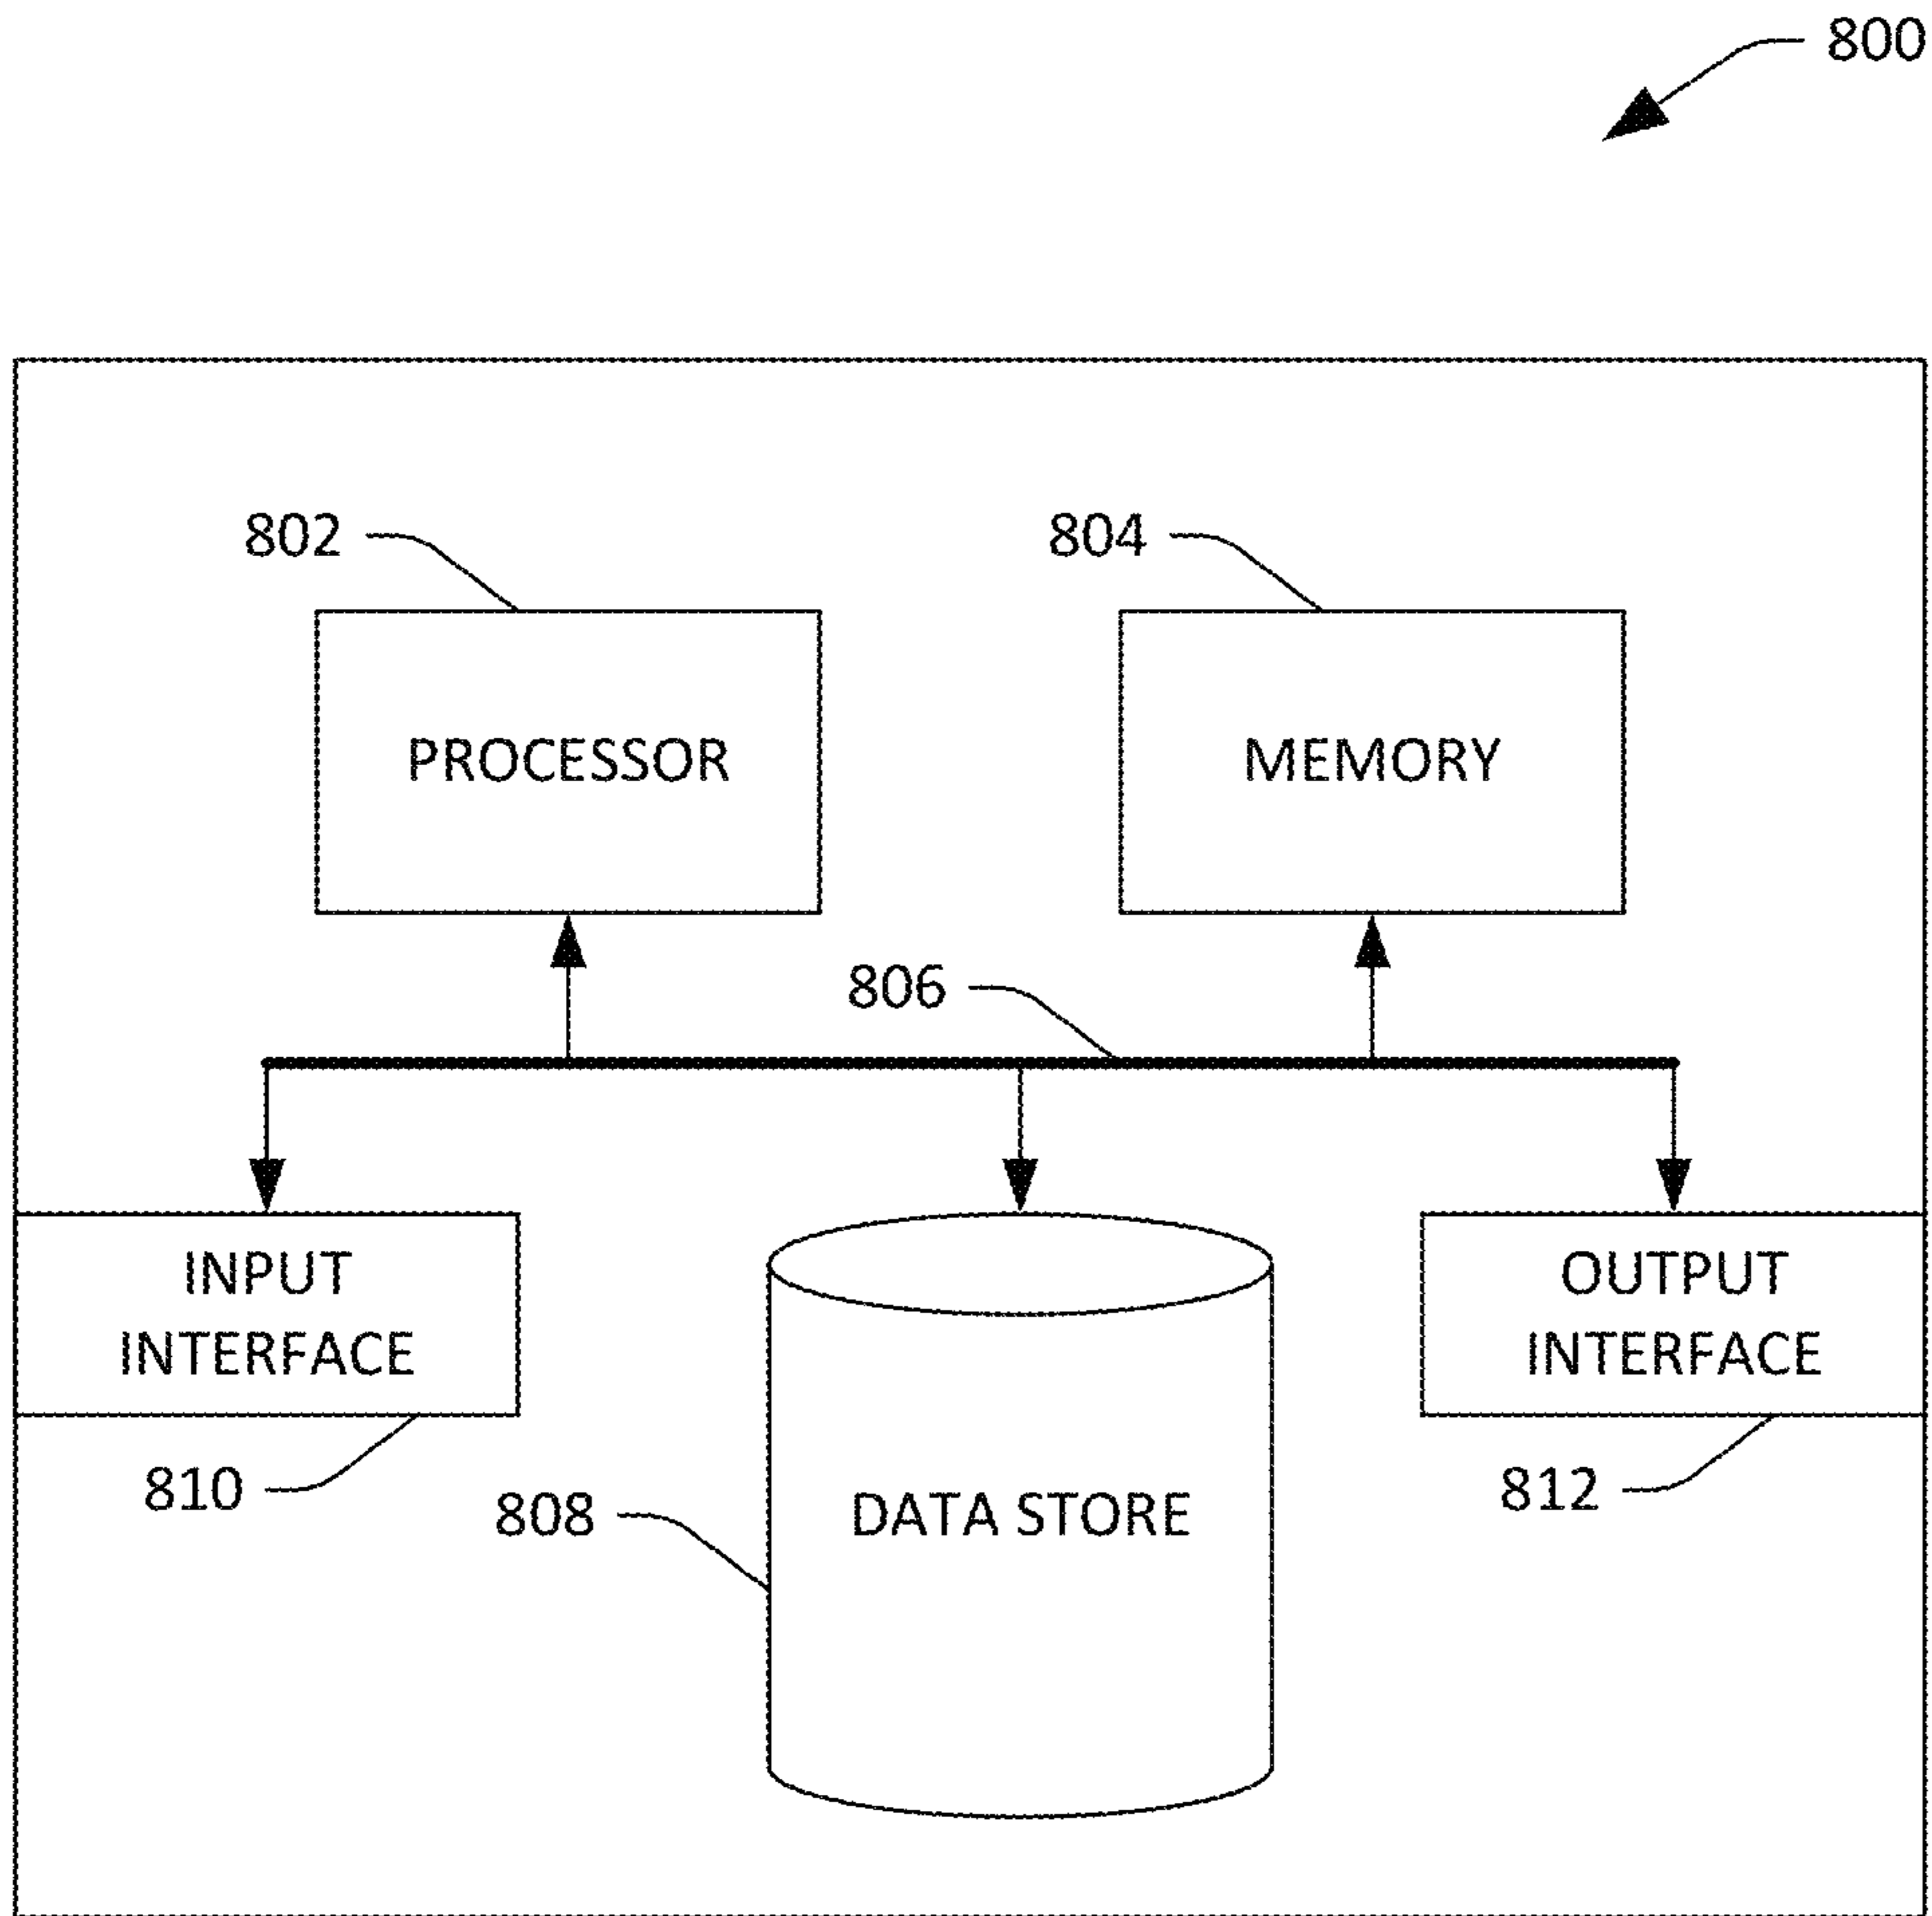 800
802
804
PROCESSOR
MEMORY
806
INPUT
INTERFACE
OUTPUT
INTERFACE
810
808
DATA STORE
812